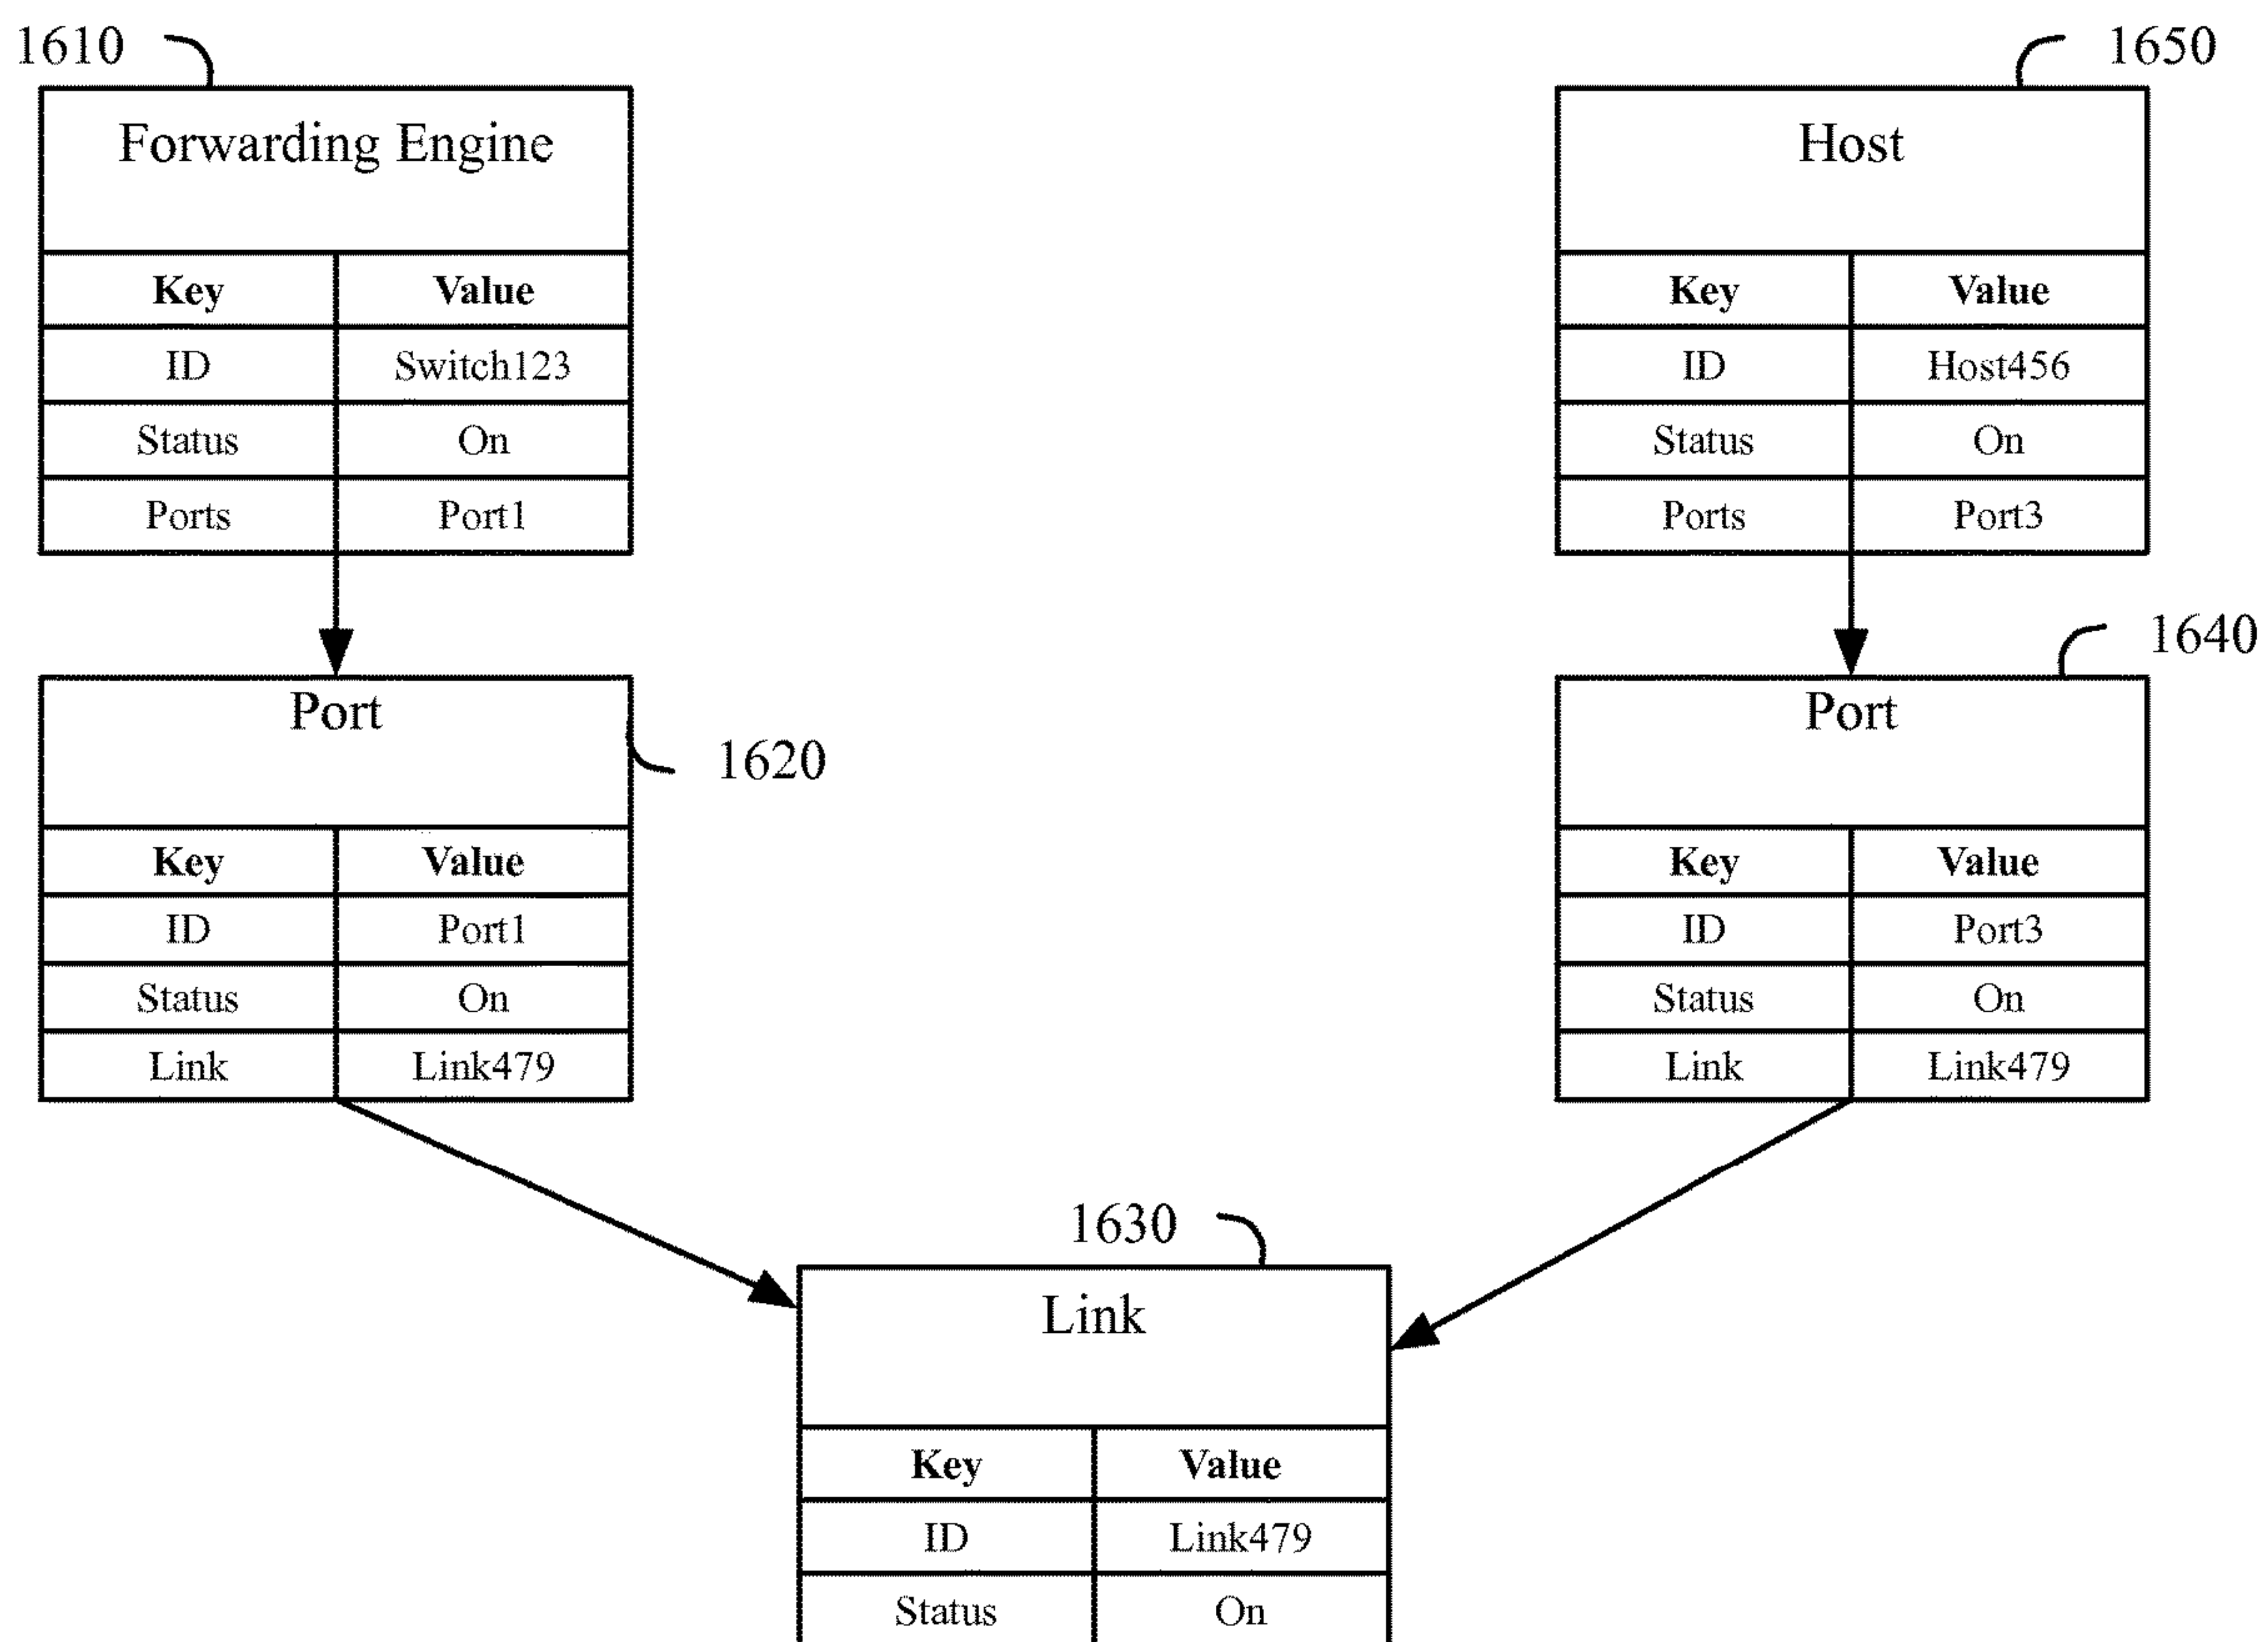 1610
Forwarding Engine
Key Value
ID Switch123
Status On
Ports Port1
1650
Host
Key Value
ID Host456
Status On
Ports Port3
Port
1620
Key Value
ID Port1
Status On
Link Link479
1640
Port
Key Value
ID Port3
Status On
Link Link479
1630
Link
Key Value
ID Link479
Status On